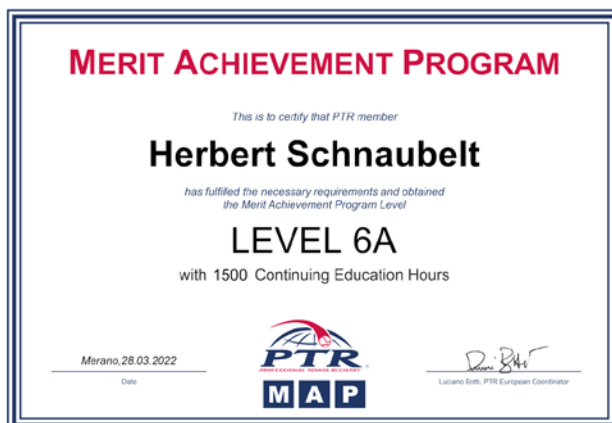 MERIT ACHIEVEMENT PROGRAM
This is to certify that PTR member
Herbert Schnaubelt
has fulfilled the necessary requirements and obtained
the Merit Achievement Program Level
LEVEL 6A
with 1500 Continuing Education Hours
Merano,28.03.2022
Date
PTR
PROFESSIONAL TENNIS REGISTRY
MAP
Luciano Botti, PTR European Coordinator